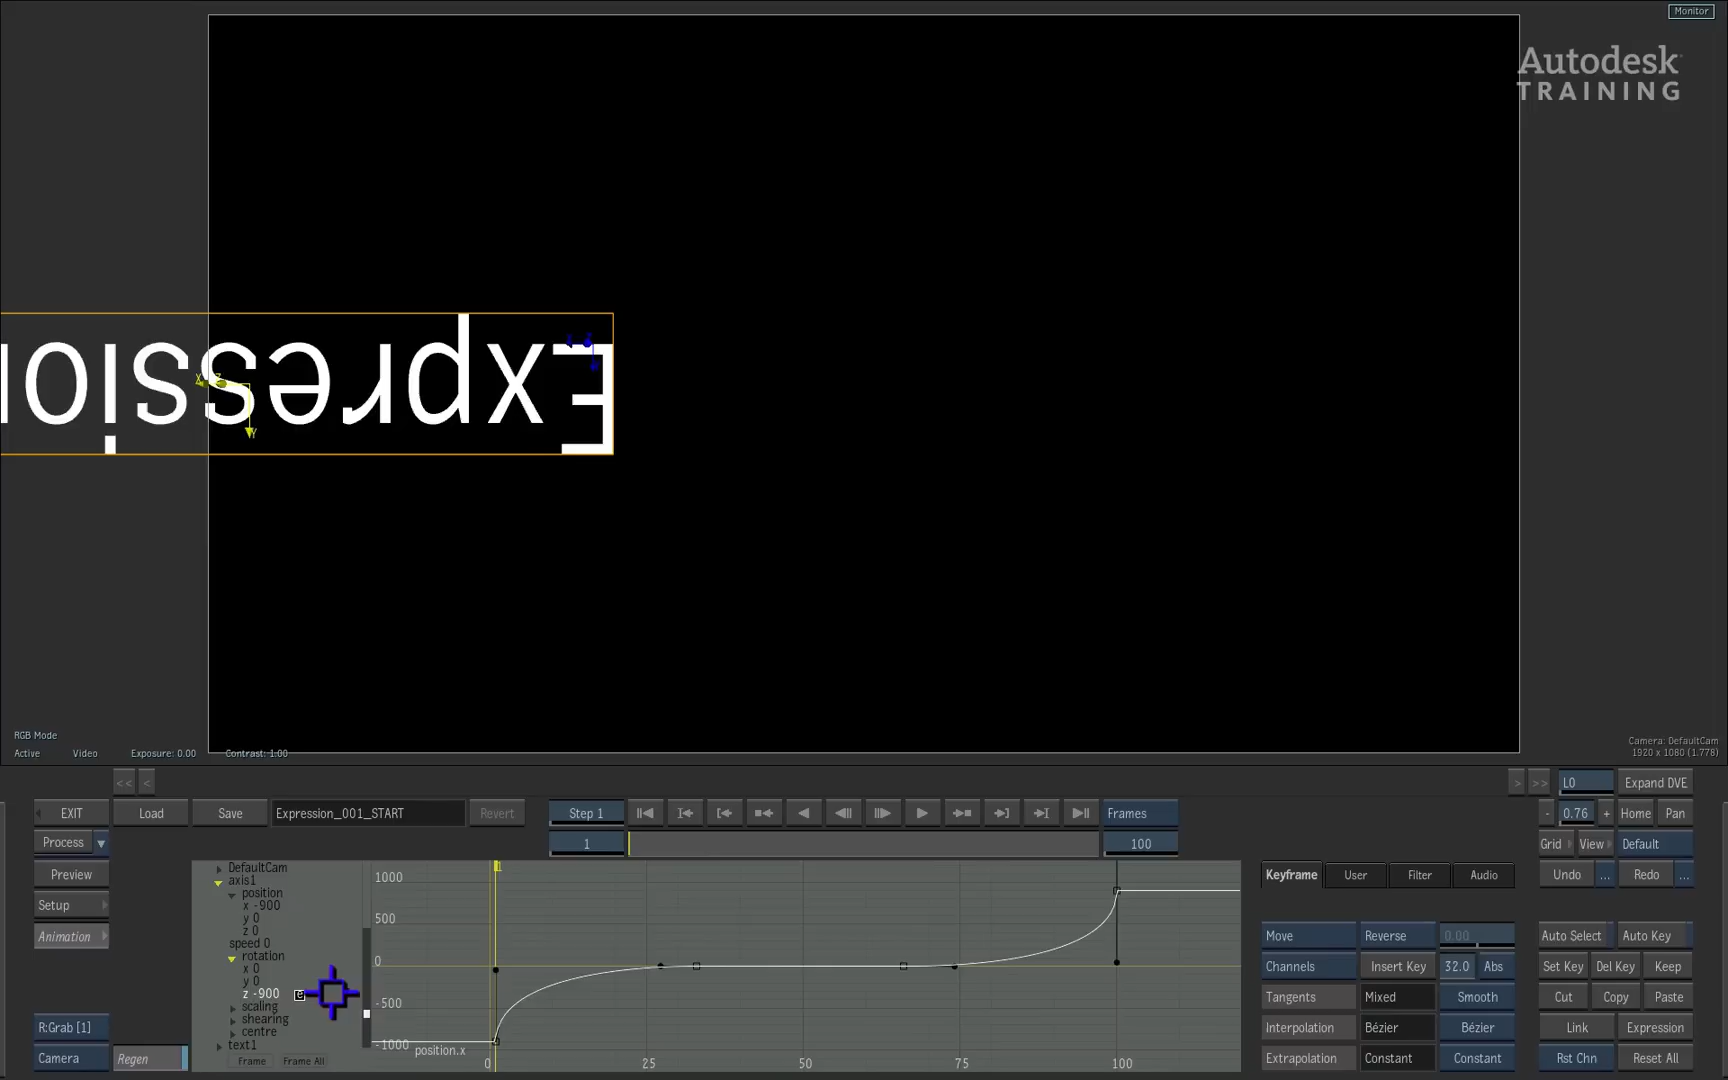 Monitor
Autodesk
TRAINING
Expressio
X
Y
RGB Mode
Active Video Exposure: 0.00 Contrast: 1.00
Camera: DefaultCam
1920 x 1080 (1.778)
<< < > >> L0 Expand DVE
EXIT Load Save Expression_001_START Revert Step 1 Frames - 0.76 + Home Pan
Process 1 100 Grid View Default
Preview Keyframe User Filter Audio Undo ... Redo ...
Setup
Animation
R:Grab [1]
Camera Regen
DefaultCam
axis1
position
x -900
y 0
z 0
speed 0
rotation
x 0
y 0
z -900
scaling
shearing
centre
text1
Frame Frame All
1000
500
0
-500
-1000
position.x
0 25 50 75 100
1
Move Reverse 0.00 Auto Select Auto Key
Channels Insert Key 32.0 Abs Set Key Del Key Keep
Tangents Mixed Smooth Cut Copy Paste
Interpolation Bézier Bézier Link Expression
Extrapolation Constant Constant Rst Chn Reset All